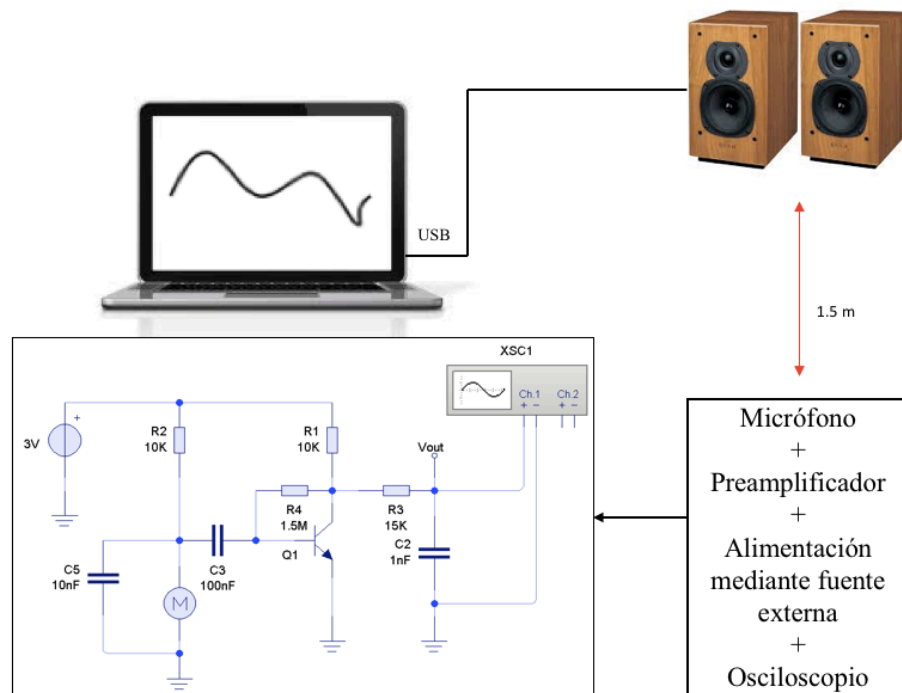 USB
1.5 m
XSC1
Ch.1
Ch.2
+ −
+ −
+
3V
R2
10K
R1
10K
Vout
R4
1.5M
R3
15K
C2
1nF
Q1
C3
100nF
C5
10nF
M
Micrófono
+
Preamplificador
+
Alimentación
mediante fuente
externa
+
Osciloscopio